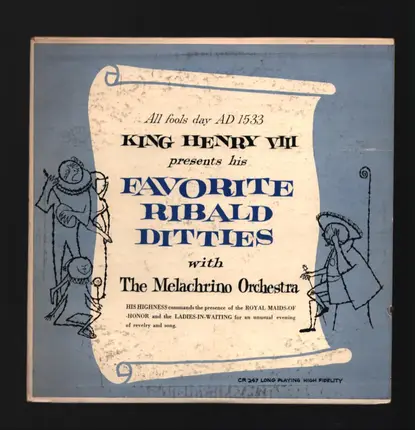 All fools day AD 1533
KING HENRY VIII
presents his
FAVORITE
RIBALD
DITTIES
with
The Melachrino Orchestra
HIS HIGHNESS commands the presence of the ROYAL MAIDS-OF
-HONOR and the LADIES-IN-WAITING for an unusual evening
of revelry and song.
CR 247 LONG PLAYING HIGH FIDELITY